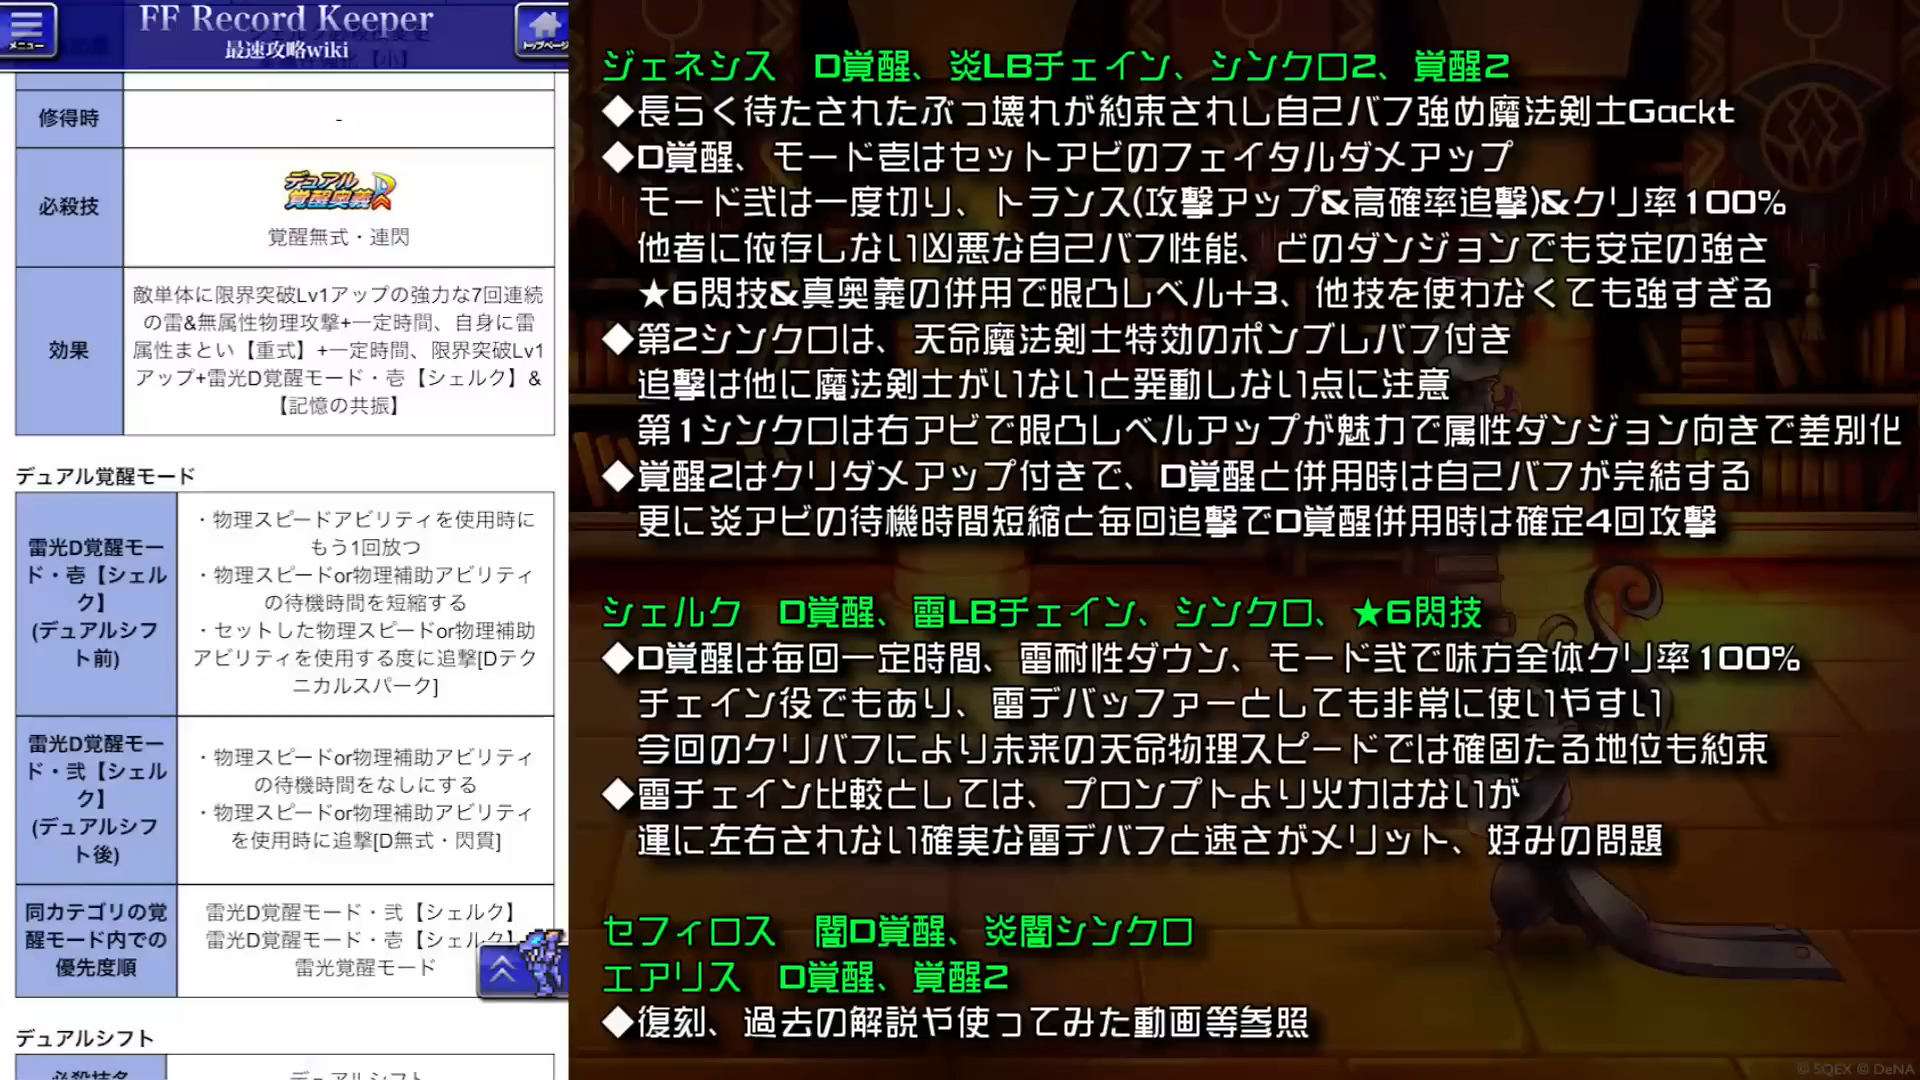 FF Record Keeper
最速攻略wiki
メニュー
トップページ
修得時
-
必殺技
デュアル
覚醒奥義
覚醒無式・連閃
効果
敵単体に限界突破Lv1アップの強力な7回連続
の雷&無属性物理攻撃+一定時間、自身に雷
属性まとい【重式】+一定時間、限界突破Lv1
アップ+雷光D覚醒モード・壱【シェルク】&
【記憶の共振】
デュアル覚醒モード
雷光D覚醒モー
ド・壱【シェル
ク】
(デュアルシフ
ト前)
・物理スピードアビリティを使用時に
もう1回放つ
・物理スピードor物理補助アビリティ
の待機時間を短縮する
・セットした物理スピードor物理補助
アビリティを使用する度に追撃[Dテク
ニカルスパーク]
雷光D覚醒モー
ド・弐【シェル
ク】
(デュアルシフ
ト後)
・物理スピードor物理補助アビリティ
の待機時間をなしにする
・物理スピードor物理補助アビリティ
を使用時に追撃[D無式・閃貫]
同カテゴリの覚
醒モード内での
優先度順
雷光D覚醒モード・弐【シェルク】
雷光D覚醒モード・壱【シェルク】
雷光覚醒モード
デュアルシフト
必殺技名
デュアルシフト
ジェネシス　D覚醒、炎LBチェイン、シンクロ2、覚醒2
◆長らく待たされたぶっ壊れが約束されし自己バフ強め魔法剣士Gackt
◆D覚醒、モード壱はセットアビのフェイタルダメアップ
モード弐は一度切り、トランス(攻撃アップ&高確率追撃)&クリ率100%
他者に依存しない凶悪な自己バフ性能、どのダンジョンでも安定の強さ
★6閃技&真奥義の併用で眼凸レベル+3、他技を使わなくても強すぎる
◆第2シンクロは、天命魔法剣士特効のポンブレバフ付き
追撃は他に魔法剣士がいないと発動しない点に注意
第1シンクロは右アビで眼凸レベルアップが魅力で属性ダンジョン向きで差別化
◆覚醒2はクリダメアップ付きで、D覚醒と併用時は自己バフが完結する
更に炎アビの待機時間短縮と毎回追撃でD覚醒併用時は確定4回攻撃
シェルク　D覚醒、雷LBチェイン、シンクロ、★6閃技
◆D覚醒は毎回一定時間、雷耐性ダウン、モード弐で味方全体クリ率100%
チェイン役でもあり、雷デバッファーとしても非常に使いやすい
今回のクリバフにより未来の天命物理スピードでは確固たる地位も約束
◆雷チェイン比較としては、プロンプトより火力はないが
運に左右されない確実な雷デバフと速さがメリット、好みの問題
セフィロス　闇D覚醒、炎闇シンクロ
エアリス　D覚醒、覚醒2
◆復刻、過去の解説や使ってみた動画等参照
© SQEX © DeNA